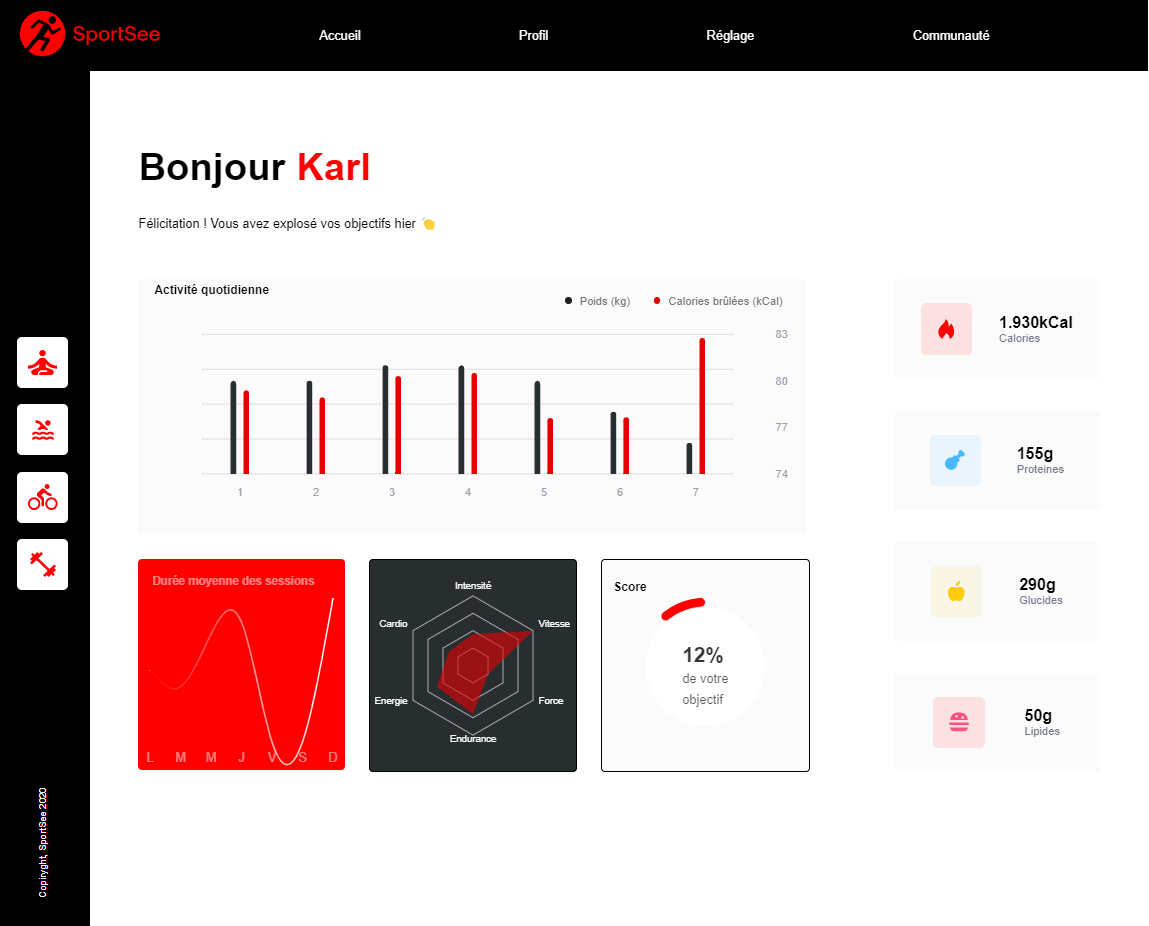 SportSee
Accueil
Profil
Réglage
Communauté
Bonjour Karl
Félicitation ! Vous avez explosé vos objectifs hier 👏
Activité quotidienne
Poids (kg)
Calories brûlées (kCal)
83
80
77
74
1 2 3 4 5 6 7
1.930kCal
Calories
155g
Proteines
290g
Glucides
50g
Lipides
Durée moyenne des sessions
L M M J V S D
Intensité
Vitesse
Force
Endurance
Energie
Cardio
Score
12%
de votre
objectif
Copiryght, SportSee 2020